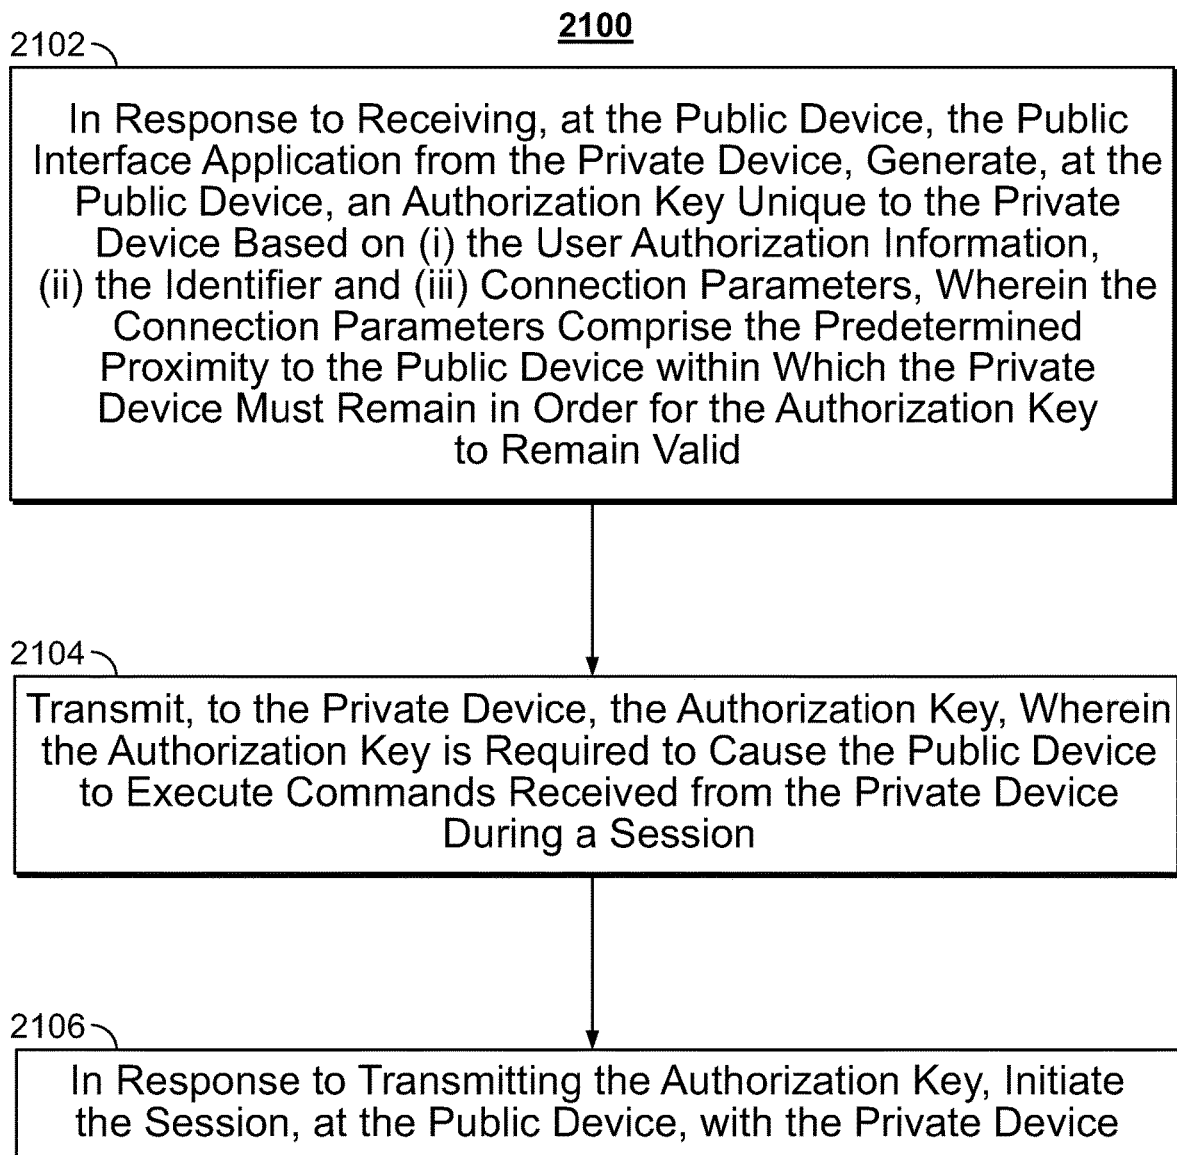 2100
2102
In Response to Receiving, at the Public Device, the Public
Interface Application from the Private Device, Generate, at the
Public Device, an Authorization Key Unique to the Private
Device Based on (i) the User Authorization Information,
(ii) the Identifier and (iii) Connection Parameters, Wherein the
Connection Parameters Comprise the Predetermined
Proximity to the Public Device within Which the Private
Device Must Remain in Order for the Authorization Key
to Remain Valid
2104
Transmit, to the Private Device, the Authorization Key, Wherein
the Authorization Key is Required to Cause the Public Device
to Execute Commands Received from the Private Device
During a Session
2106
In Response to Transmitting the Authorization Key, Initiate
the Session, at the Public Device, with the Private Device